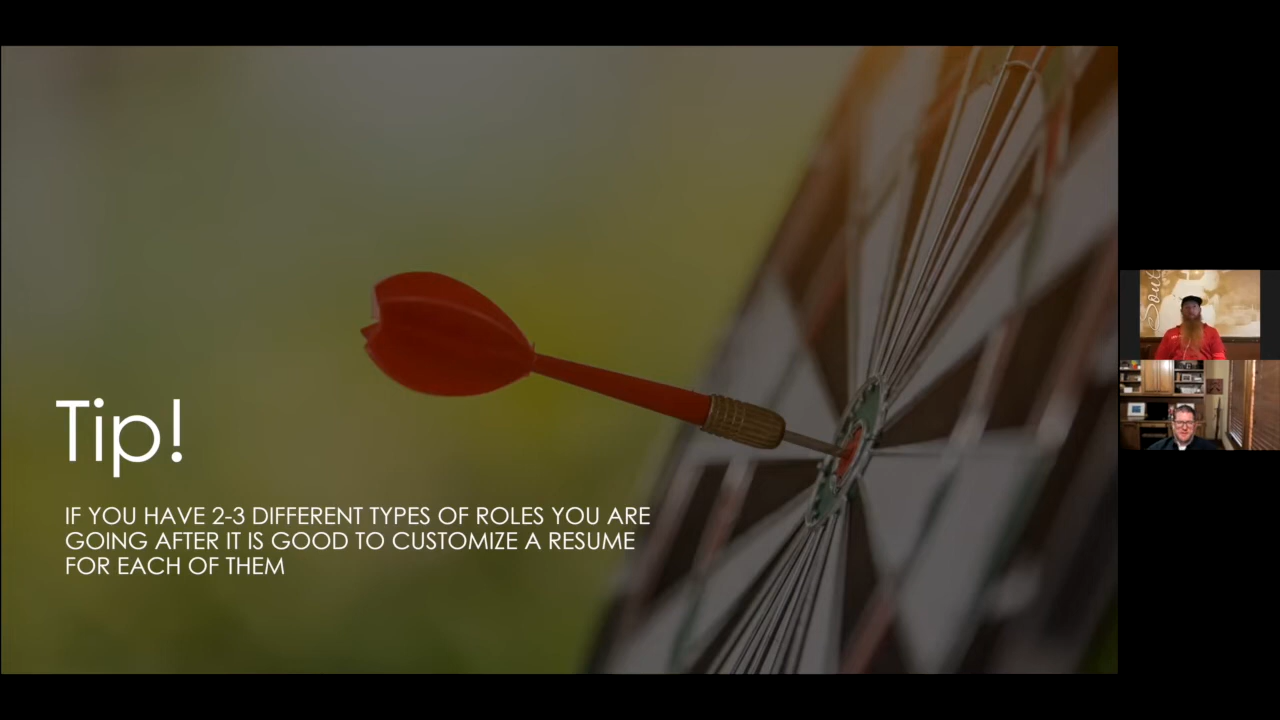 Tip!
IF YOU HAVE 2-3 DIFFERENT TYPES OF ROLES YOU ARE
GOING AFTER IT IS GOOD TO CUSTOMIZE A RESUME
FOR EACH OF THEM